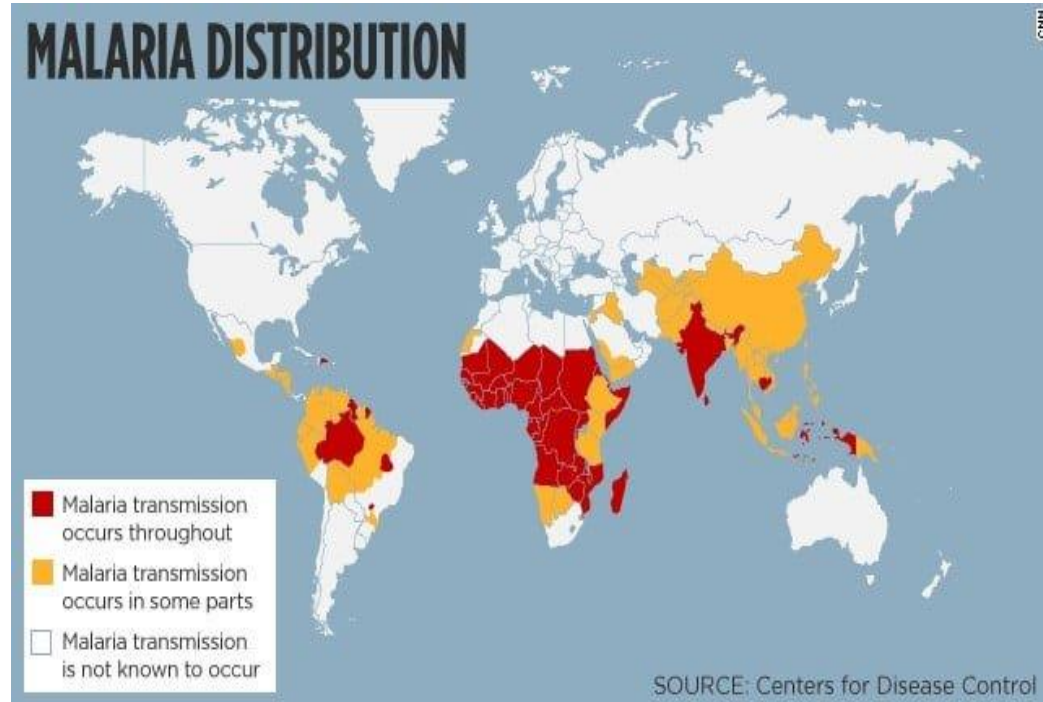 MALARIA DISTRIBUTION
CNN
Malaria transmission
occurs throughout
Malaria transmission
occurs in some parts
Malaria transmission
is not known to occur
SOURCE: Centers for Disease Control